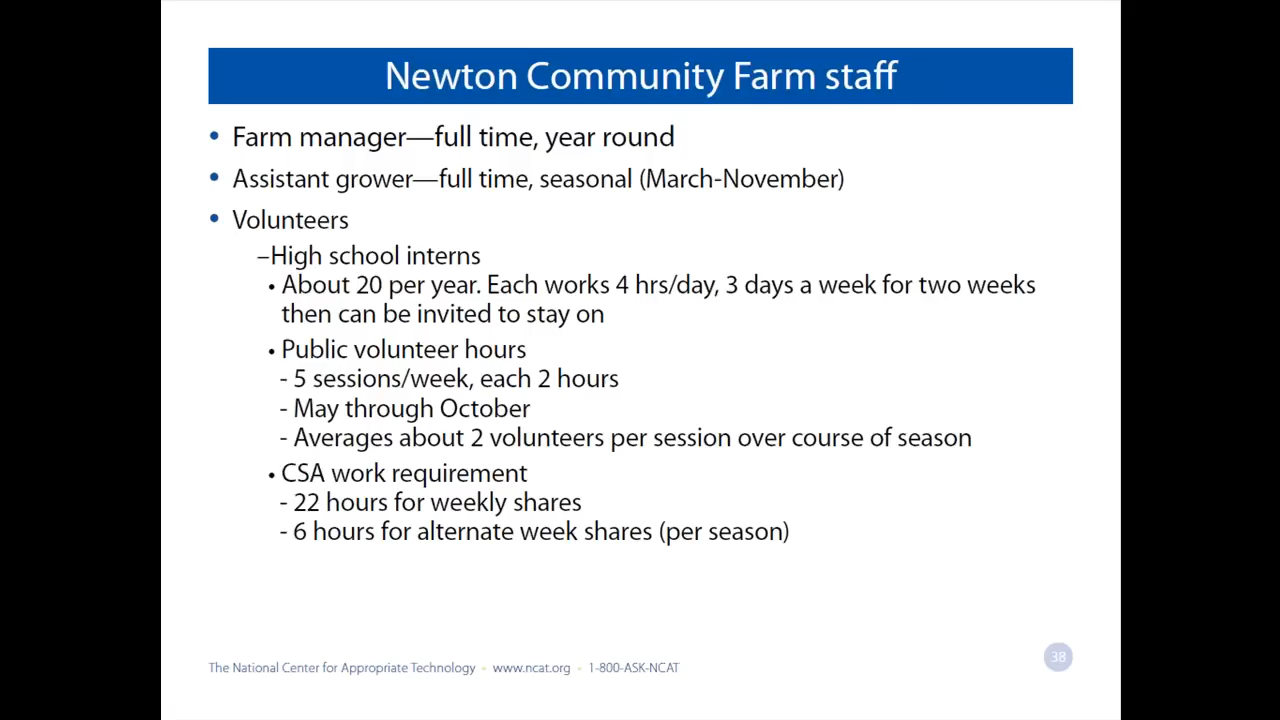 Newton Community Farm staff
• Farm manager—full time, year round
• Assistant grower—full time, seasonal (March-November)
• Volunteers
–High school interns
• About 20 per year. Each works 4 hrs/day, 3 days a week for two weeks
then can be invited to stay on
• Public volunteer hours
- 5 sessions/week, each 2 hours
- May through October
- Averages about 2 volunteers per session over course of season
• CSA work requirement
- 22 hours for weekly shares
- 6 hours for alternate week shares (per season)
The National Center for Appropriate Technology • www.ncat.org • 1-800-ASK-NCAT
38